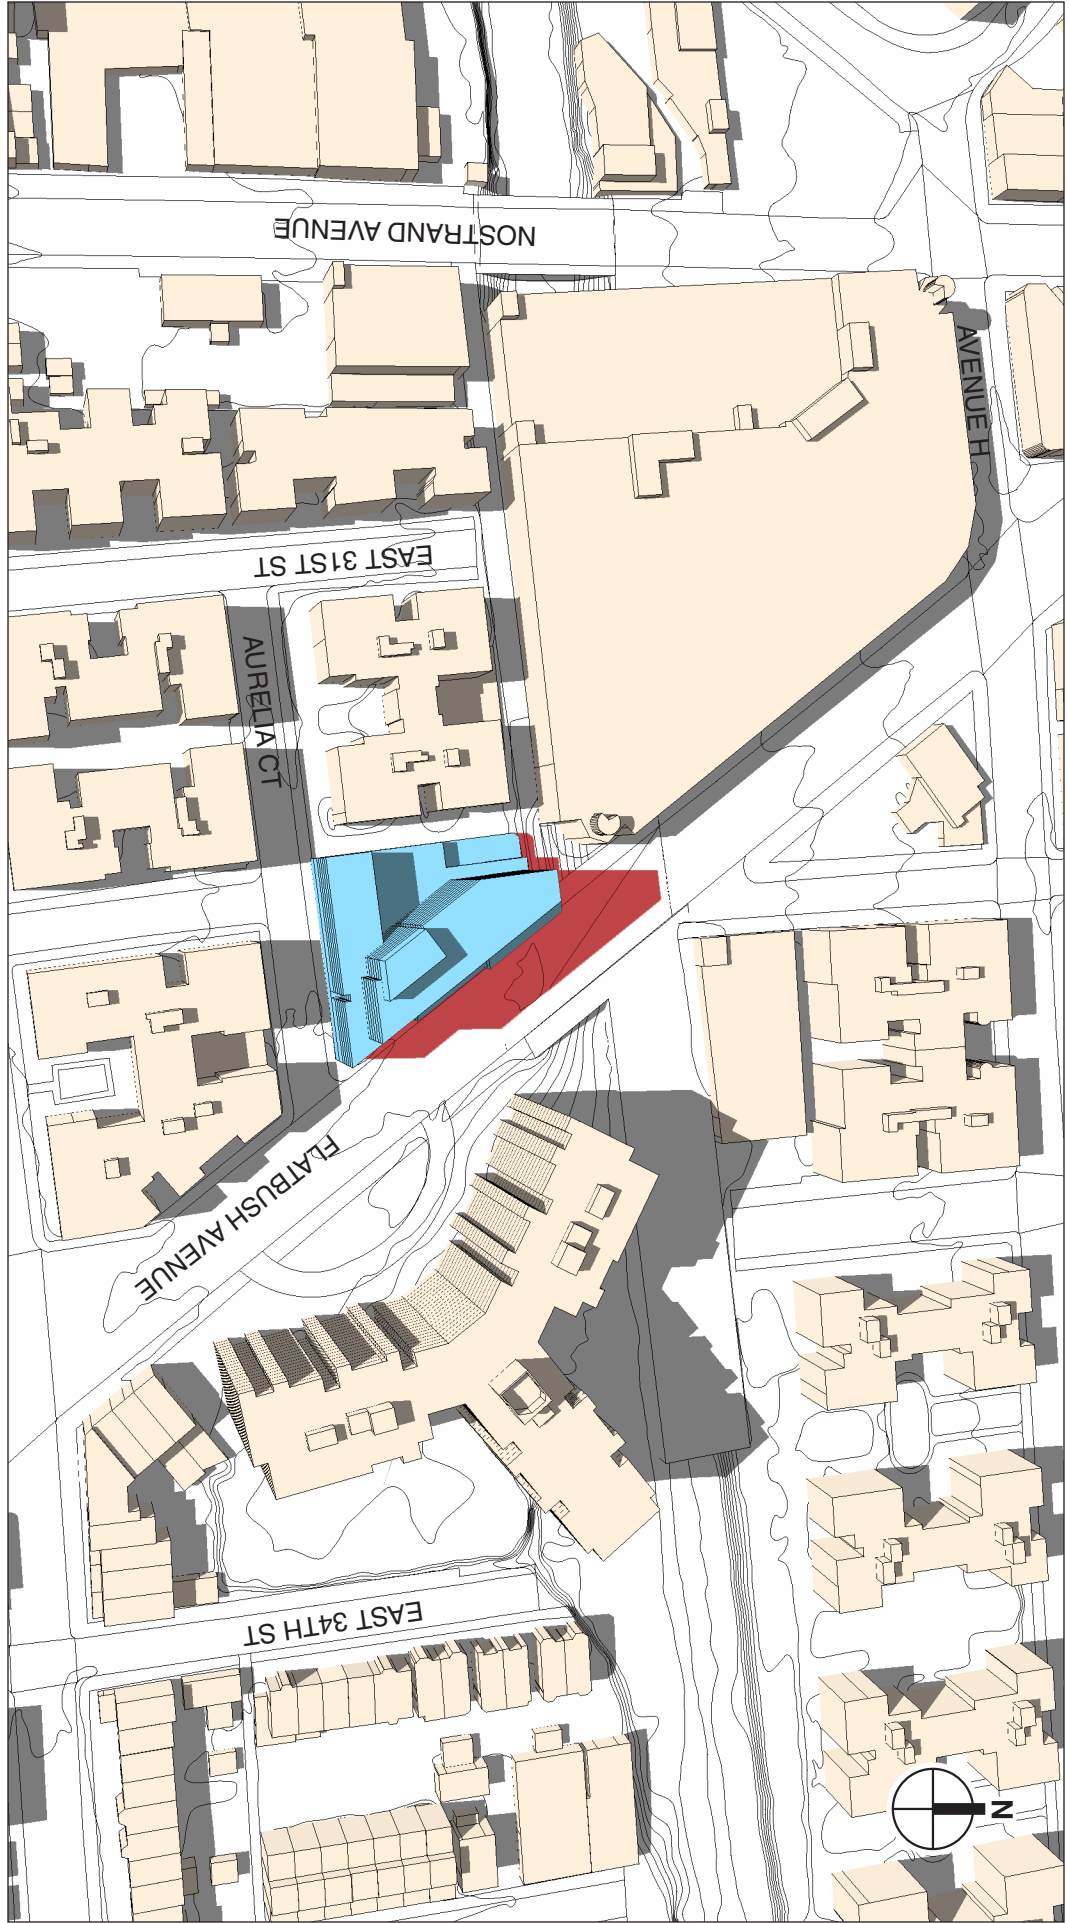 NOSTRAND AVENUE
AVENUE H
EAST 31ST ST
AURELIA CT
FLATBUSH AVENUE
EAST 34TH ST
N